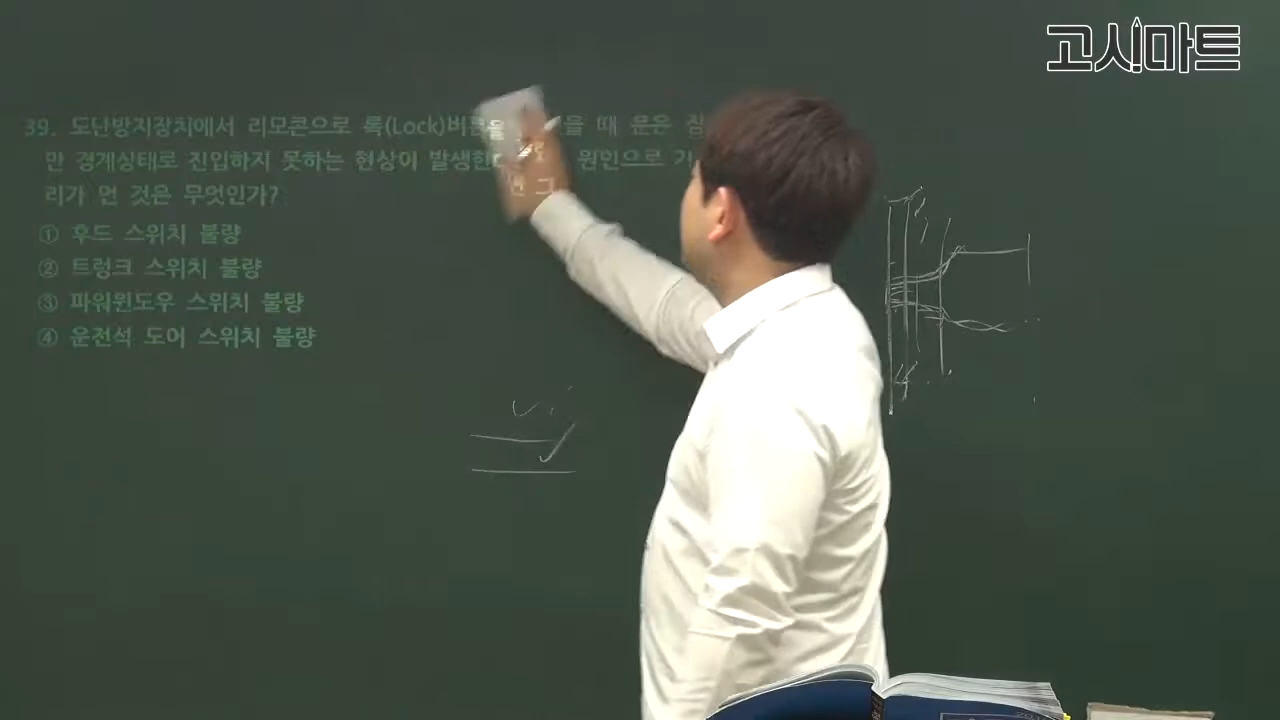 고시마트
39. 도난방지장치에서 리모콘으로 록(Lock)버튼을 때 문은
만 경계상태로 진입하지 못하는 현상이 발생한다 원인으로
리가 먼 것은 무엇인가?
① 후드 스위치 불량
② 트렁크 스위치 불량
③ 파워윈도우 스위치 불량
④ 운전석 도어 스위치 불량